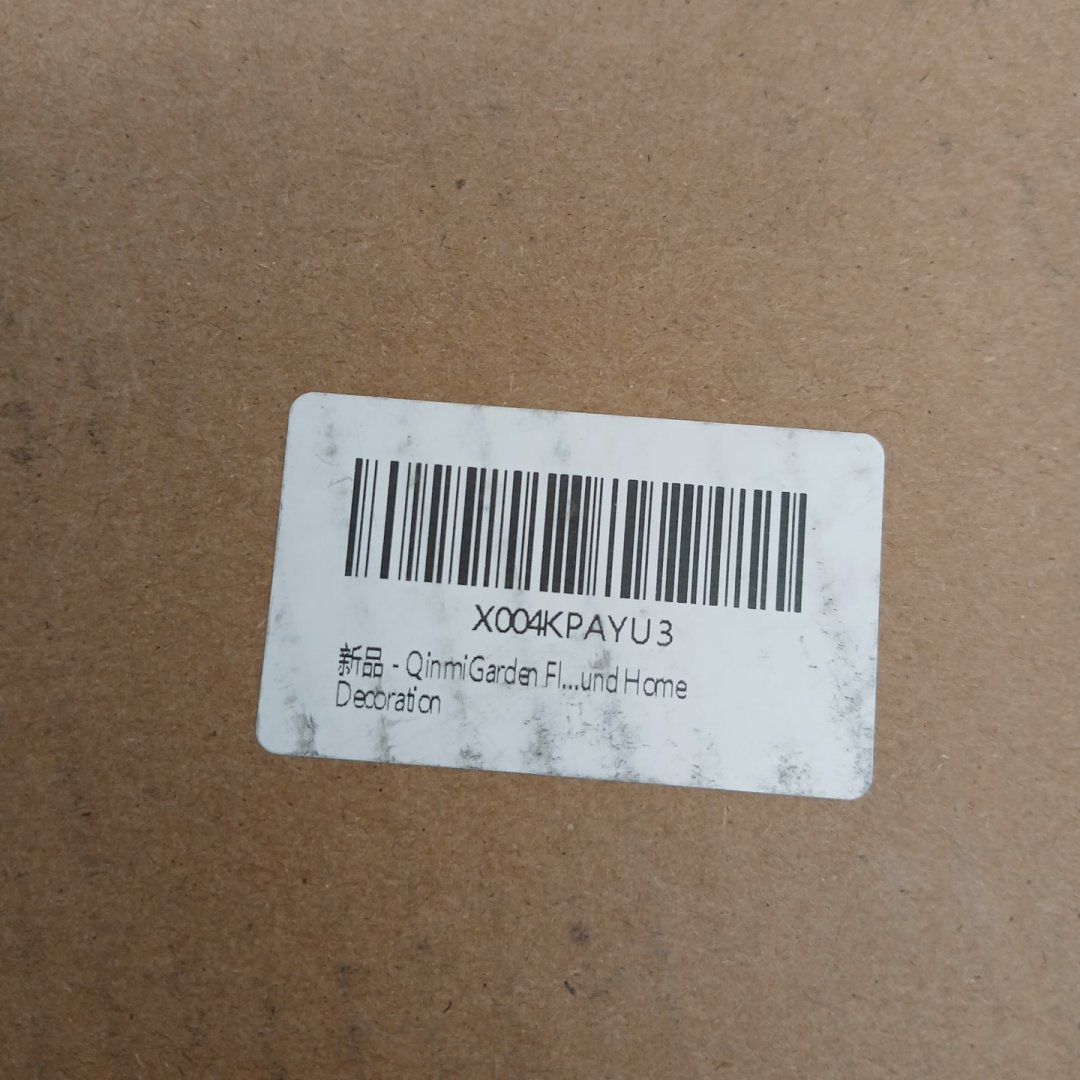 X004KPAYU3
新品 - QinmiGarden Fl...und Home
Decoration